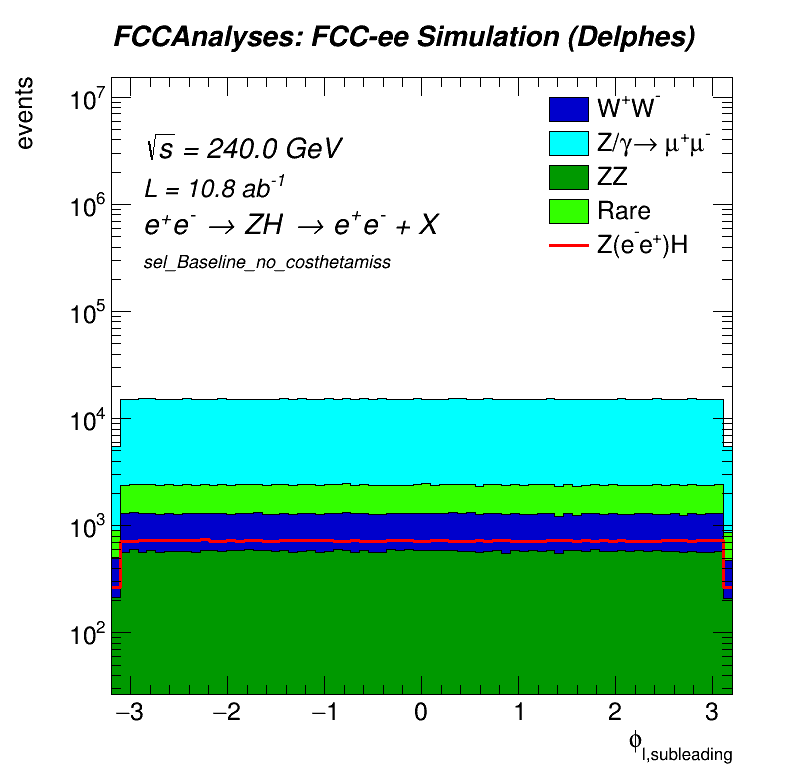 FCCAnalyses: FCC-ee Simulation (Delphes)
events
10⁷
10⁶
10⁵
10⁴
10³
10²
√s = 240.0 GeV
L = 10.8 ab⁻¹
e⁺e⁻ → ZH → e⁺e⁻ + X
sel_Baseline_no_costhetamiss
W⁺W⁻
Z/γ→ μ⁺μ⁻
ZZ
Rare
Z(e⁻e⁺)H
−3 −2 −1 0 1 2 3
ϕ_l,subleading